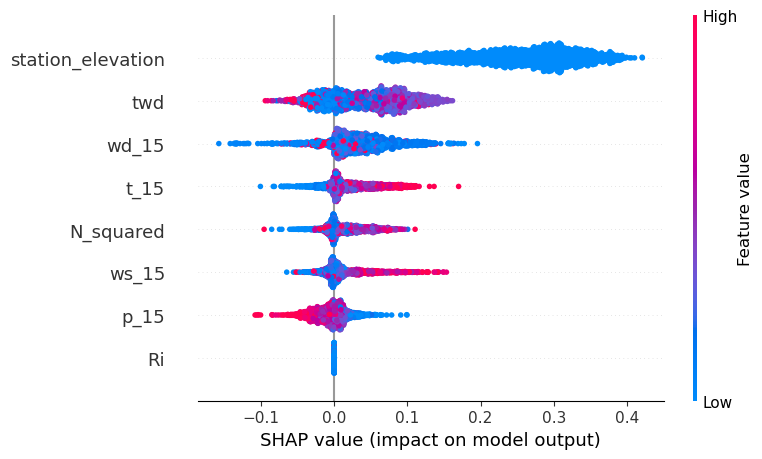 High
station_elevation
twd
wd_15
t_15
N_squared
ws_15
p_15
Ri
Feature value
Low
−0.1 0.0 0.1 0.2 0.3 0.4
SHAP value (impact on model output)